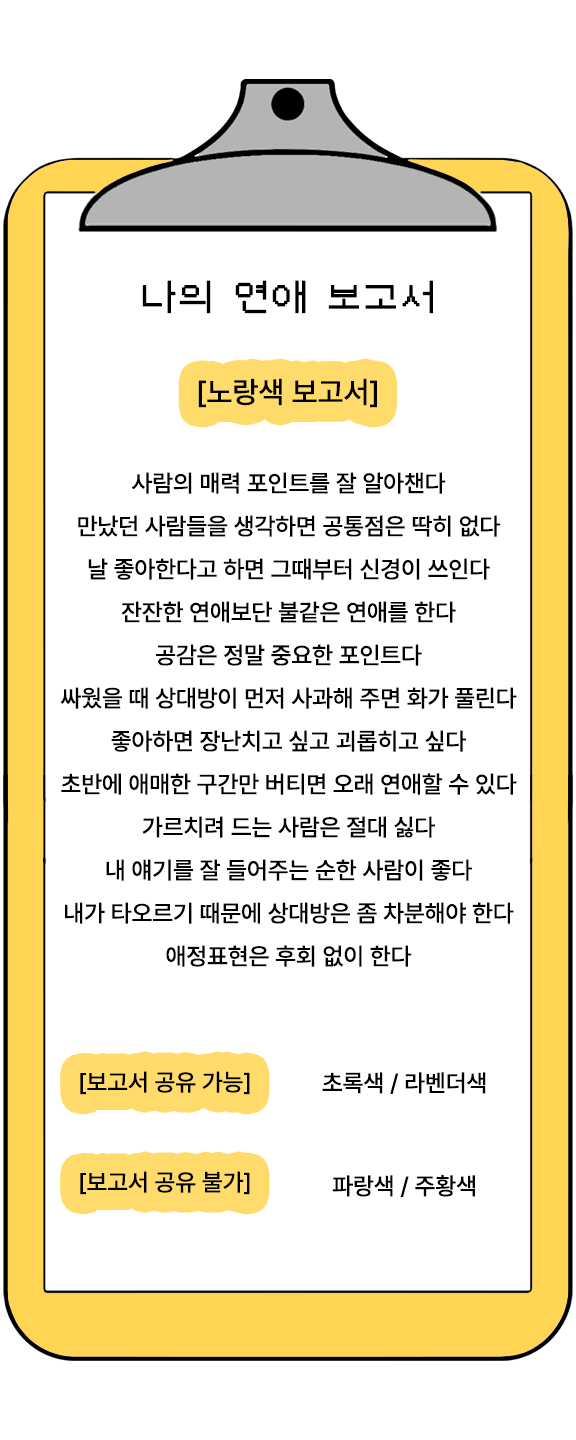 나의 연애 보고서
[노랑색 보고서]
사람의 매력 포인트를 잘 알아챈다
만났던 사람들을 생각하면 공통점은 딱히 없다
날 좋아한다고 하면 그때부터 신경이 쓰인다
잔잔한 연애보단 불같은 연애를 한다
공감은 정말 중요한 포인트다
싸웠을 때 상대방이 먼저 사과해 주면 화가 풀린다
좋아하면 장난치고 싶고 괴롭히고 싶다
초반에 애매한 구간만 버티면 오래 연애할 수 있다
가르치려 드는 사람은 절대 싫다
내 얘기를 잘 들어주는 순한 사람이 좋다
내가 타오르기 때문에 상대방은 좀 차분해야 한다
애정표현은 후회 없이 한다
[보고서 공유 가능] 초록색 / 라벤더색
[보고서 공유 불가] 파랑색 / 주황색